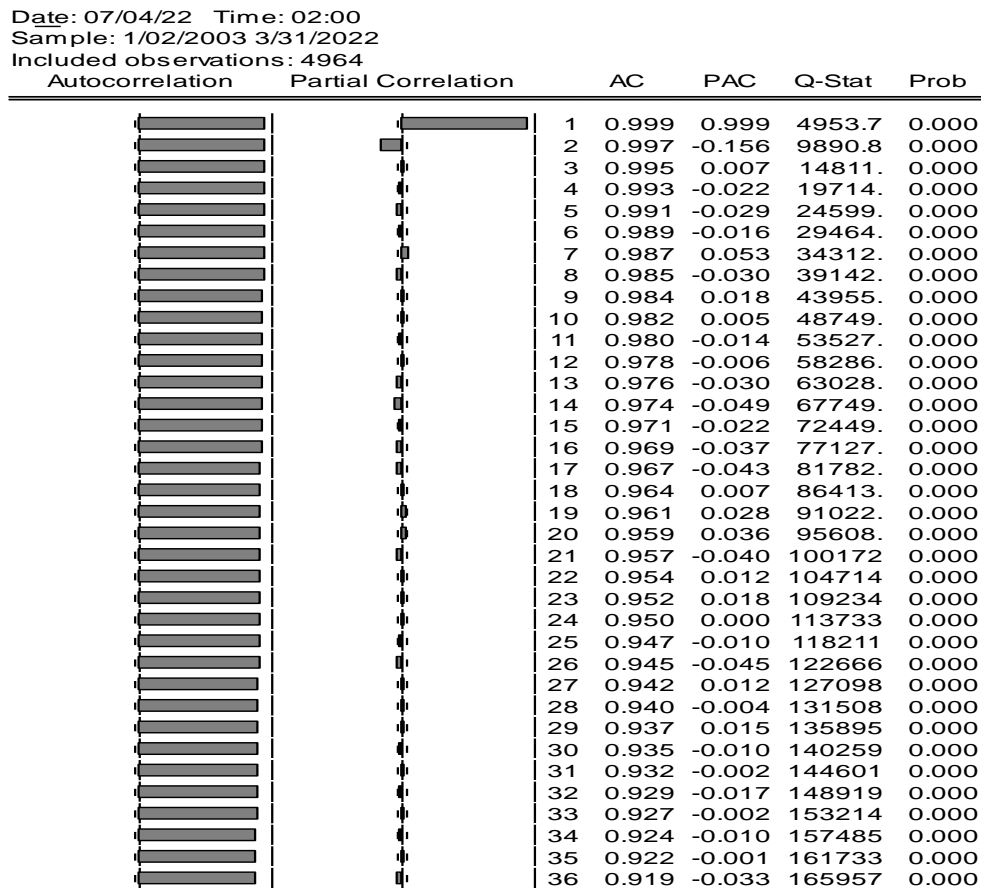 Date: 07/04/22 Time: 02:00
Sample: 1/02/2003 3/31/2022
Included observations: 4964
Autocorrelation Partial Correlation AC PAC Q-Stat Prob
1 0.999 0.999 4953.7 0.000
2 0.997 -0.156 9890.8 0.000
3 0.995 0.007 14811. 0.000
4 0.993 -0.022 19714. 0.000
5 0.991 -0.029 24599. 0.000
6 0.989 -0.016 29464. 0.000
7 0.987 0.053 34312. 0.000
8 0.985 -0.030 39142. 0.000
9 0.984 0.018 43955. 0.000
10 0.982 0.005 48749. 0.000
11 0.980 -0.014 53527. 0.000
12 0.978 -0.006 58286. 0.000
13 0.976 -0.030 63028. 0.000
14 0.974 -0.049 67749. 0.000
15 0.971 -0.022 72449. 0.000
16 0.969 -0.037 77127. 0.000
17 0.967 -0.043 81782. 0.000
18 0.964 0.007 86413. 0.000
19 0.961 0.028 91022. 0.000
20 0.959 0.036 95608. 0.000
21 0.957 -0.040 100172 0.000
22 0.954 0.012 104714 0.000
23 0.952 0.018 109234 0.000
24 0.950 0.000 113733 0.000
25 0.947 -0.010 118211 0.000
26 0.945 -0.045 122666 0.000
27 0.942 0.012 127098 0.000
28 0.940 -0.004 131508 0.000
29 0.937 0.015 135895 0.000
30 0.935 -0.010 140259 0.000
31 0.932 -0.002 144601 0.000
32 0.929 -0.017 148919 0.000
33 0.927 -0.002 153214 0.000
34 0.924 -0.010 157485 0.000
35 0.922 -0.001 161733 0.000
36 0.919 -0.033 165957 0.000